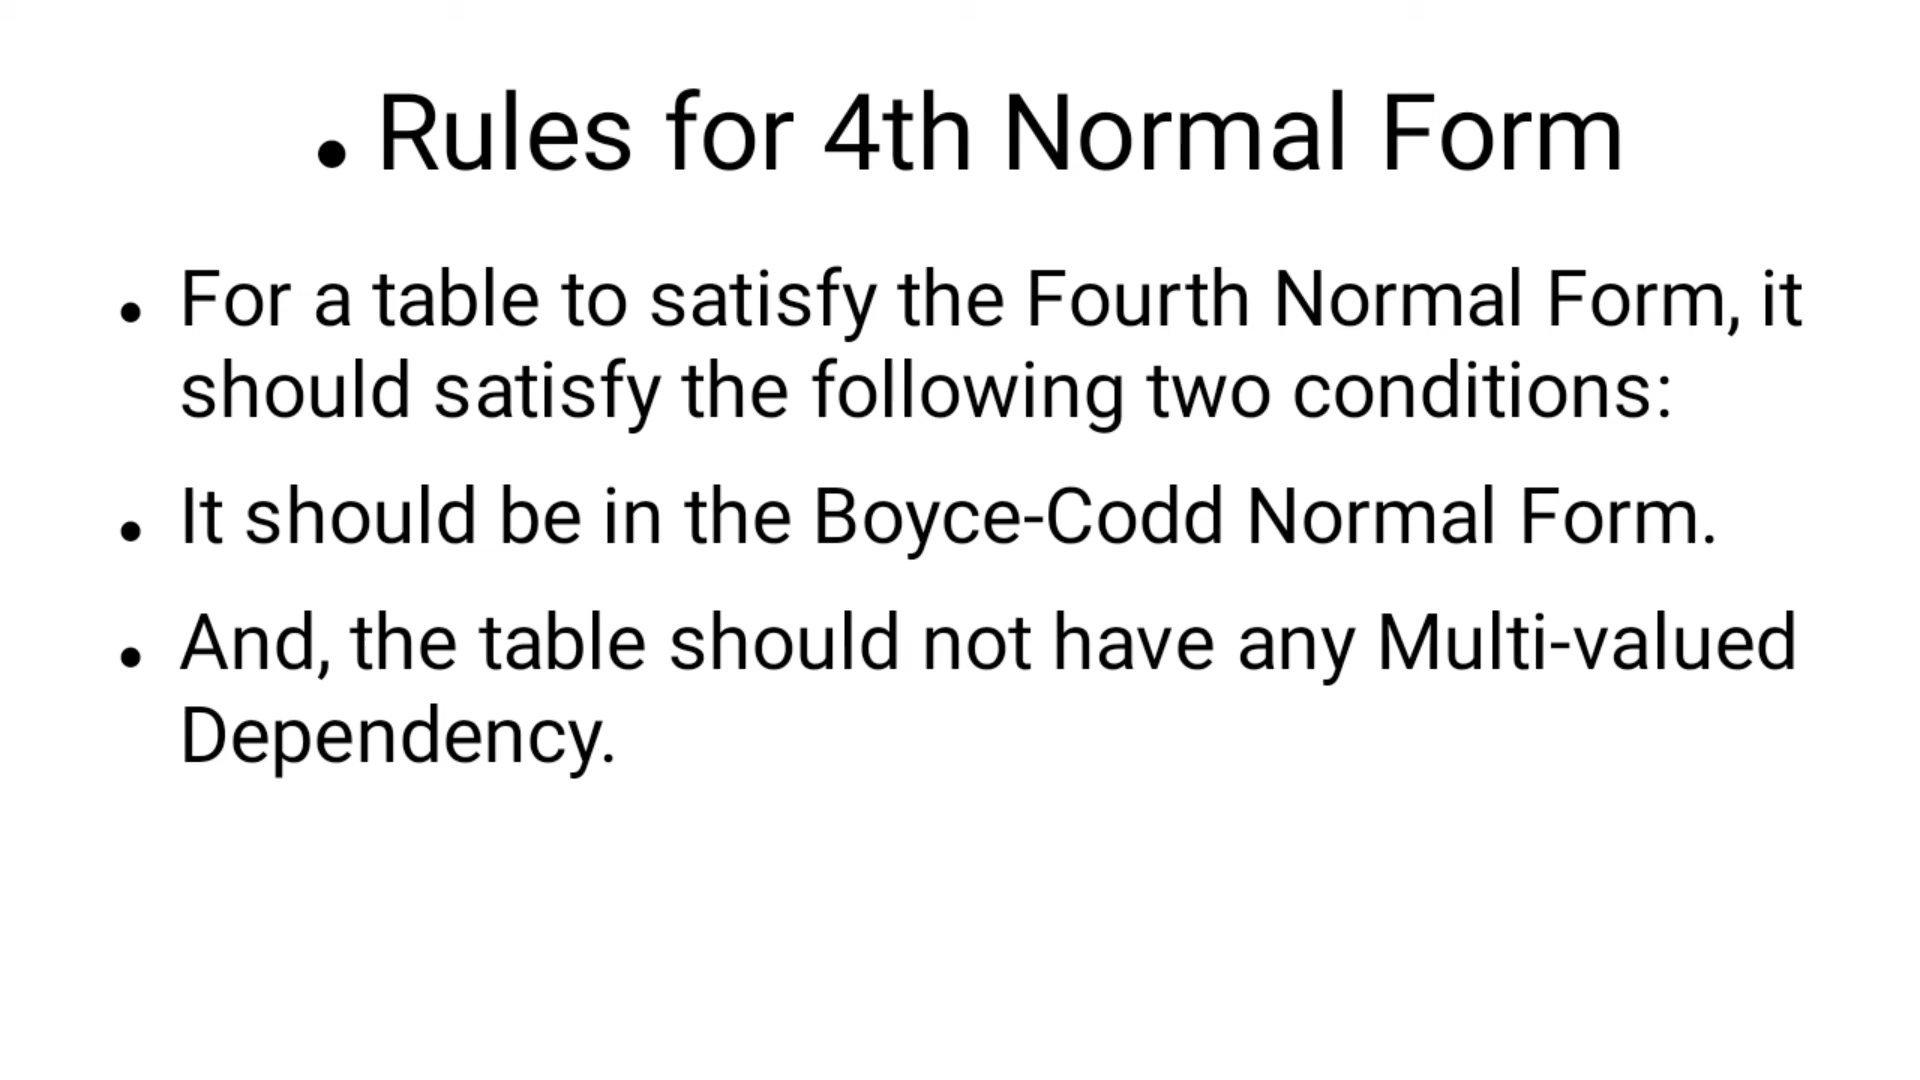 • Rules for 4th Normal Form
• For a table to satisfy the Fourth Normal Form, it
should satisfy the following two conditions:
• It should be in the Boyce-Codd Normal Form.
• And, the table should not have any Multi-valued
Dependency.